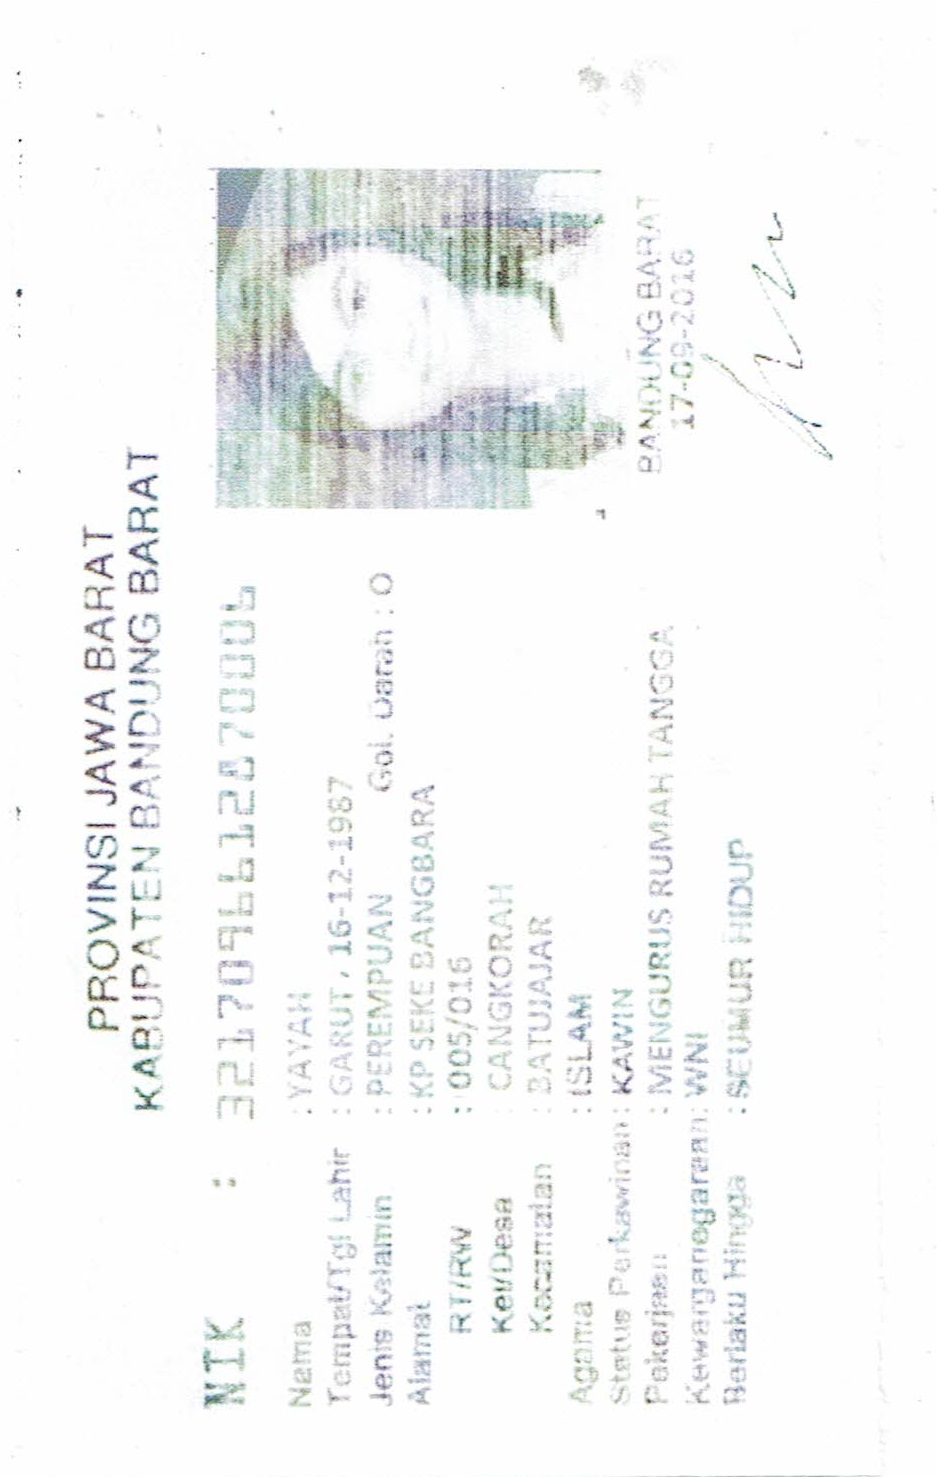 PROVINSI JAWA BARAT
KABUPATEN BANDUNG BARAT
NIK : 3217096612870006
Nama : YAYAH
Tempat/Tgl Lahir : GARUT, 16-12-1987
Jenis Kelamin : PEREMPUAN Gol. Darah : O
Alamat : KP SEKE BANGBARA
RT/RW : 005/016
Kel/Desa : CANGKORAH
Kecamatan : BATUJAJAR
Agama : ISLAM
Status Perkawinan : KAWIN
Pekerjaan : MENGURUS RUMAH TANGGA
Kewarganegaraan : WNI
Berlaku Hingga : SEUMUR HIDUP
BANDUNG BARAT
17-09-2016